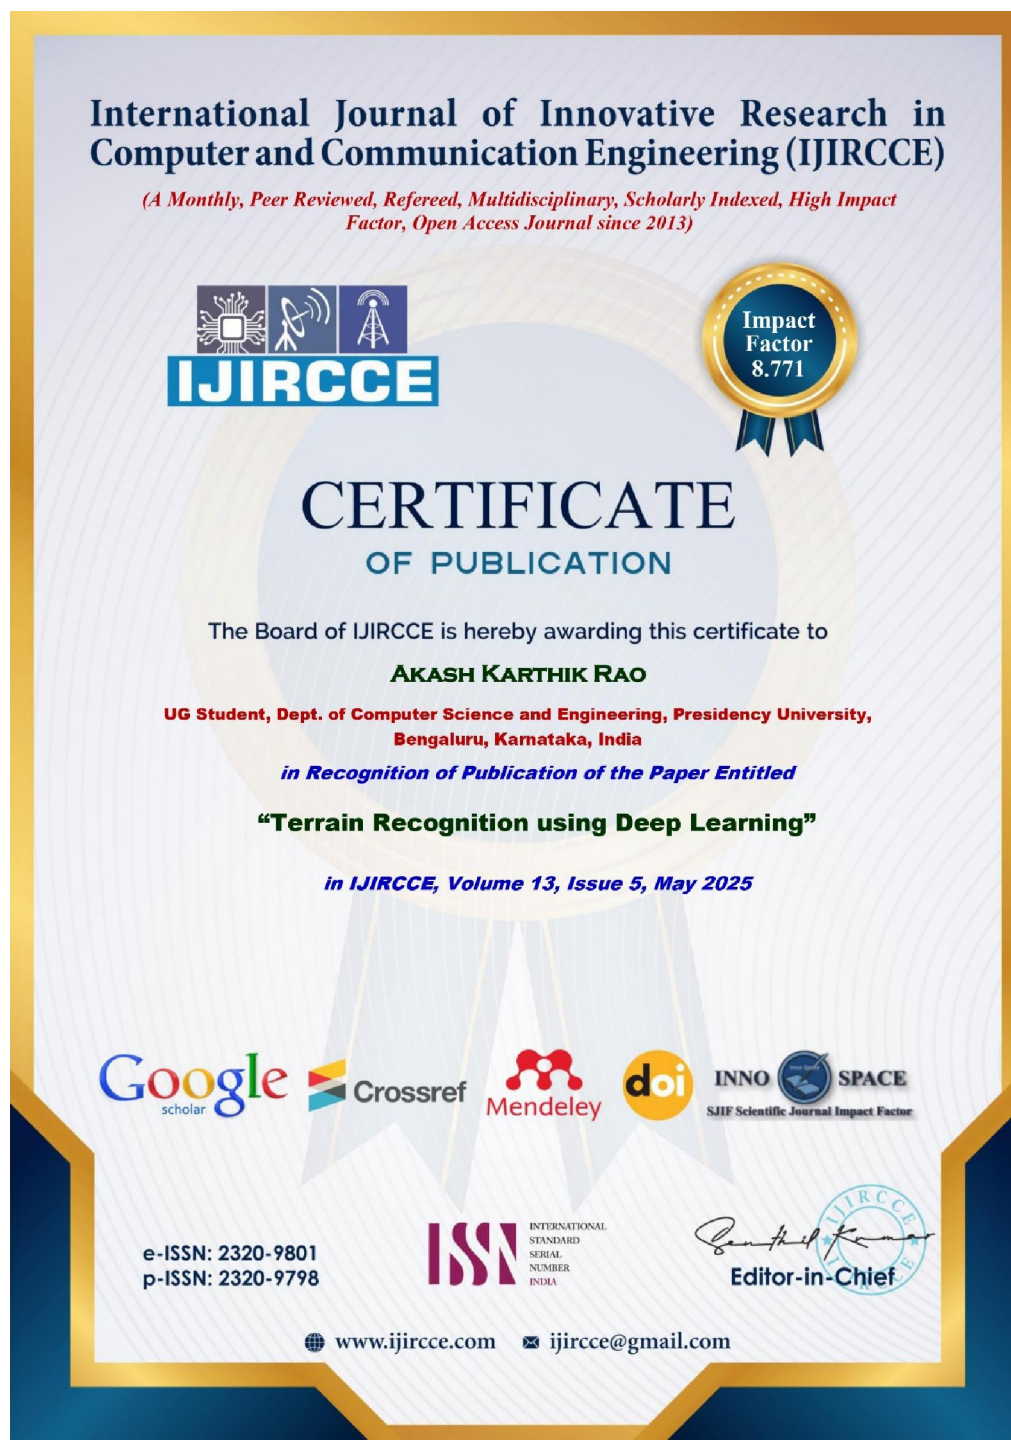 International Journal of Innovative Research in
Computer and Communication Engineering (IJIRCCE)
(A Monthly, Peer Reviewed, Refereed, Multidisciplinary, Scholarly Indexed, High Impact
Factor, Open Access Journal since 2013)
IJIRCCE
Impact
Factor
8.771
CERTIFICATE
OF PUBLICATION
The Board of IJIRCCE is hereby awarding this certificate to
AKASH KARTHIK RAO
UG Student, Dept. of Computer Science and Engineering, Presidency University,
Bengaluru, Karnataka, India
in Recognition of Publication of the Paper Entitled
“Terrain Recognition using Deep Learning”
in IJIRCCE, Volume 13, Issue 5, May 2025
Google
scholar
Crossref
Mendeley
doi
INNO SPACE
SJIF Scientific Journal Impact Factor
e-ISSN: 2320-9801
p-ISSN: 2320-9798
ISSN
INTERNATIONAL
STANDARD
SERIAL
NUMBER
INDIA
IJIRCCE
Senthil Kumar
Editor-in-Chief
www.ijircce.com ijircce@gmail.com